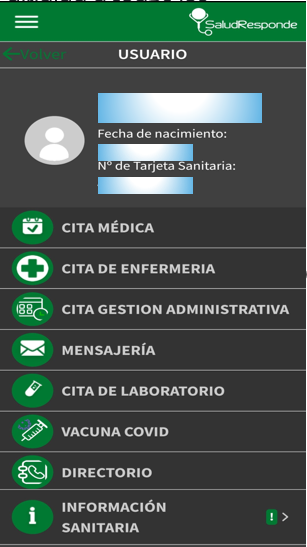 SaludResponde
Volver
USUARIO
Fecha de nacimiento:
Nº de Tarjeta Sanitaria:
CITA MÉDICA
CITA DE ENFERMERIA
CITA GESTION ADMINISTRATIVA
MENSAJERÍA
CITA DE LABORATORIO
VACUNA COVID
DIRECTORIO
INFORMACIÓN
SANITARIA
!